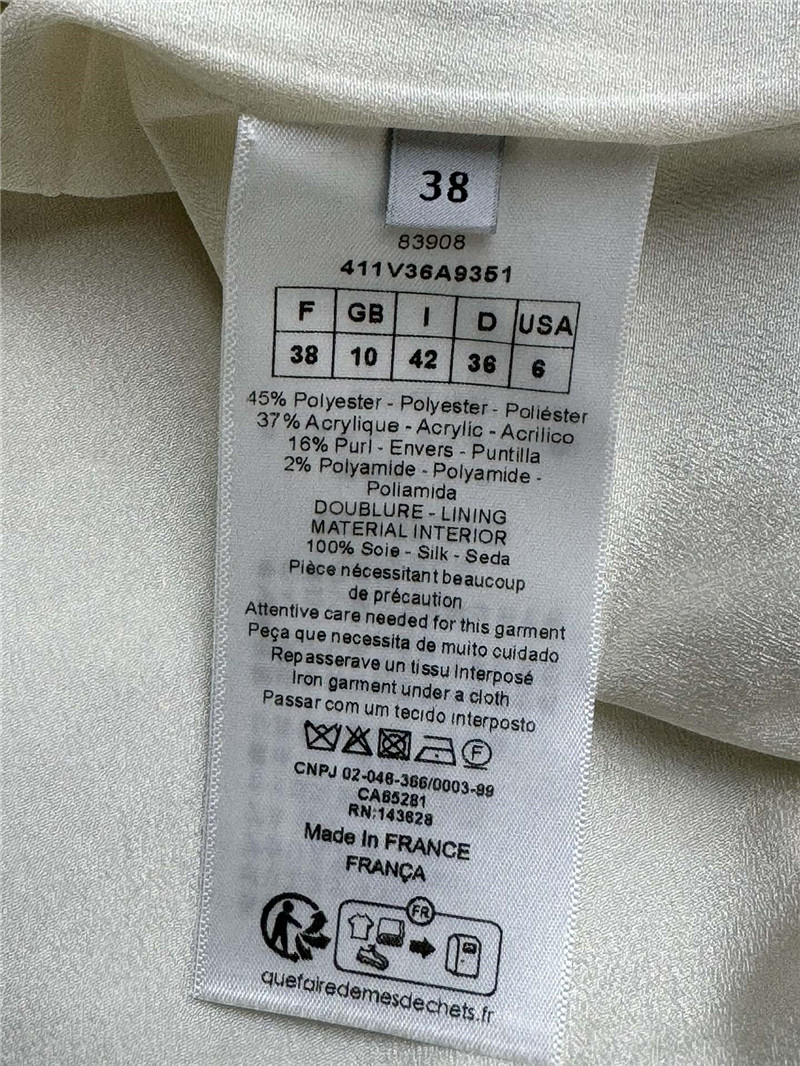 38
83908
411V36A9351
F GB I D USA
38 10 42 36 6
45% Polyester - Polyester - Poliéster
37% Acrylique - Acrylic - Acrilico
16% Purl - Envers - Puntilla
2% Polyamide - Polyamide -
Poliamida
DOUBLURE - LINING
MATERIAL INTERIOR
100% Soie - Silk - Seda
Pièce nécessitant beaucoup
de précaution
Attentive care needed for this garment
Peça que necessita de muito cuidado
Repasserave un tissu Interposé
Iron garment under a cloth
Passar com um tecido interposto
F
CNPJ 02-046-366/0003-99
CA65281
RN:143628
Made In FRANCE
FRANÇA
FR
quefairedemesdechets.fr